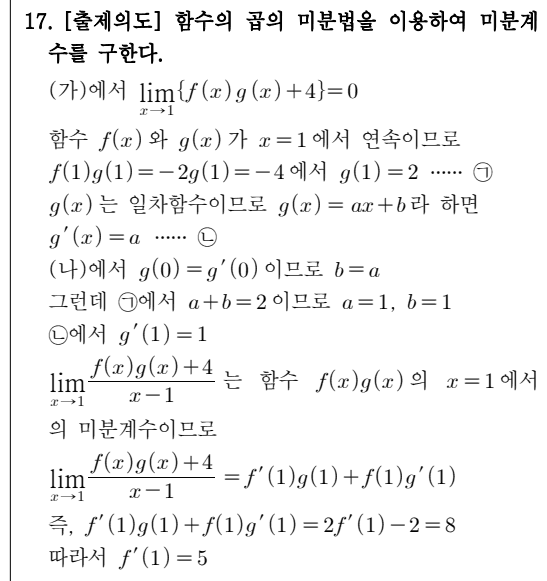 17. [출제의도] 함수의 곱의 미분법을 이용하여 미분계
수를 구한다.
(가)에서 lim_{x→1}{f(x)g(x)+4}=0
함수 f(x)와 g(x)가 x=1에서 연속이므로
f(1)g(1)=-2g(1)=-4에서 g(1)=2 …… ㉠
g(x)는 일차함수이므로 g(x)=ax+b라 하면
g′(x)=a …… ㉡
(나)에서 g(0)=g′(0)이므로 b=a
그런데 ㉠에서 a+b=2이므로 a=1, b=1
㉡에서 g′(1)=1
lim_{x→1} (f(x)g(x)+4)/(x-1) 는 함수 f(x)g(x)의 x=1에서
의 미분계수이므로
lim_{x→1} (f(x)g(x)+4)/(x-1) =f′(1)g(1)+f(1)g′(1)
즉, f′(1)g(1)+f(1)g′(1)=2f′(1)-2=8
따라서 f′(1)=5